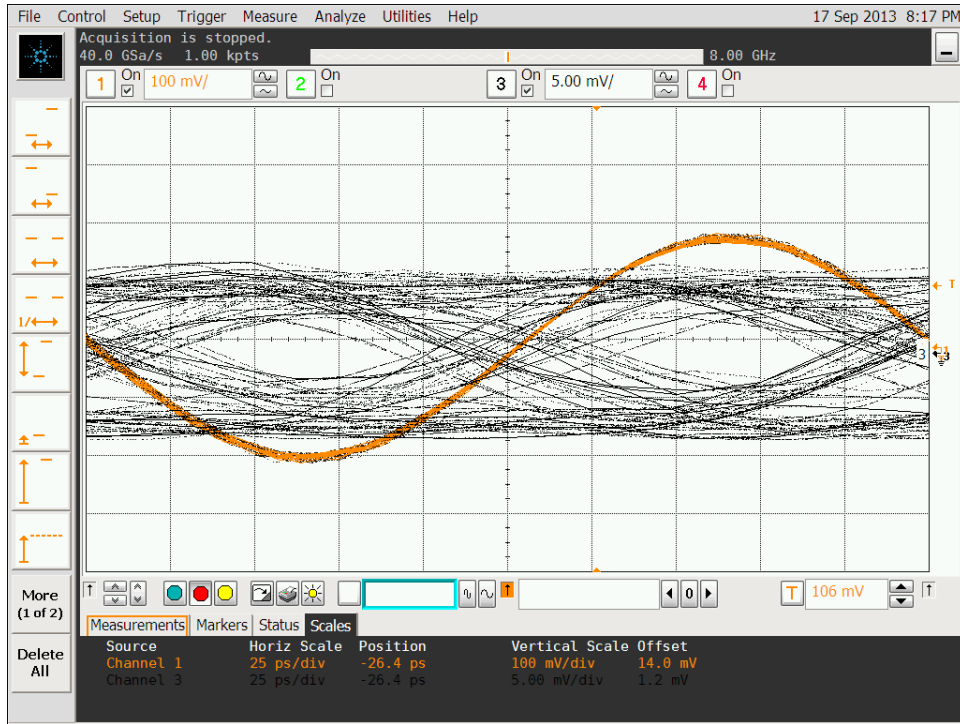 File Control Setup Trigger Measure Analyze Utilities Help 17 Sep 2013 8:17 PM
Acquisition is stopped.
40.0 GSa/s 1.00 kpts 8.00 GHz
1 On 100 mV/ 2 On 3 On 5.00 mV/ 4 On
T
1
3 3
1/
More
(1 of 2)
Delete
All
0 T 106 mV
Measurements Markers Status Scales
Source Horiz Scale Position Vertical Scale Offset
Channel 1 25 ps/div -26.4 ps 100 mV/div 14.0 mV
Channel 3 25 ps/div -26.4 ps 5.00 mV/div 1.2 mV